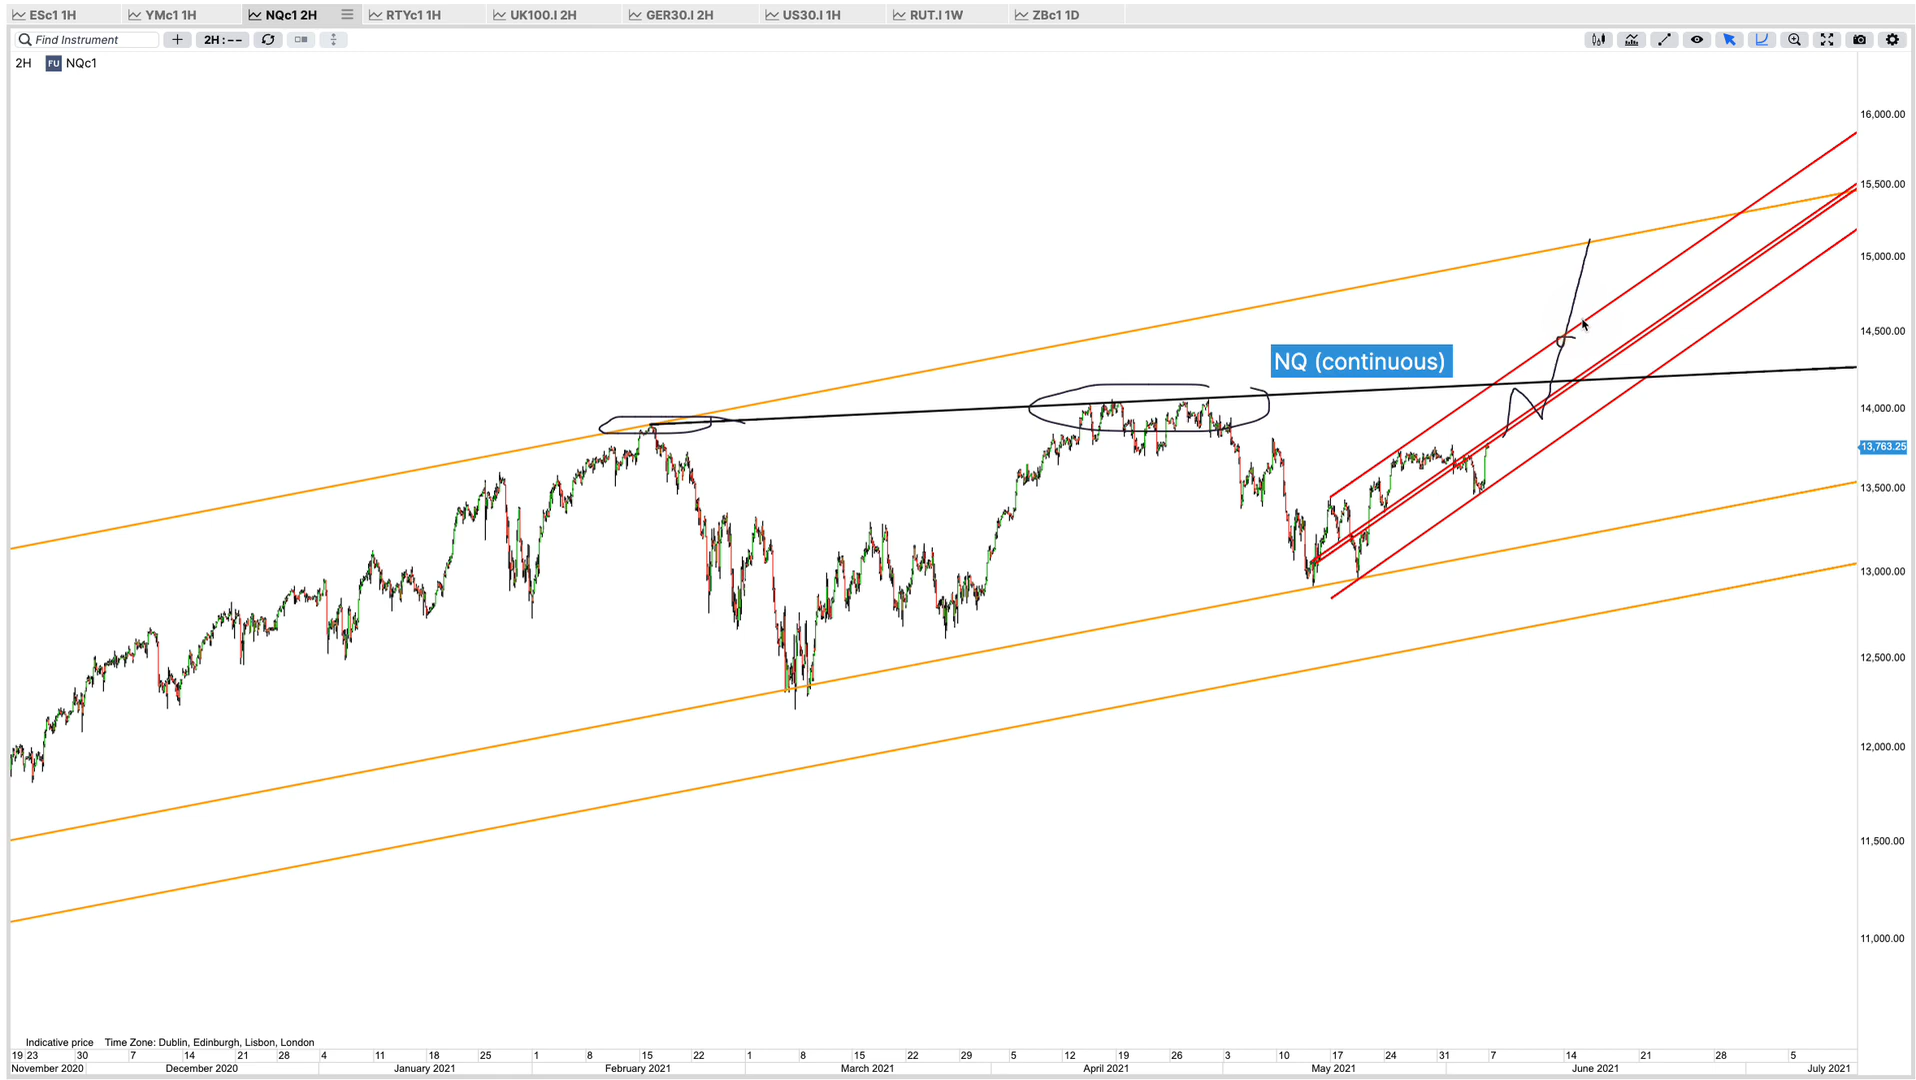 ESc1 1H YMc1 1H NQc1 2H RTYc1 1H UK100.I 2H GER30.I 2H US30.I 1H RUT.I 1W ZBc1 1D
Find Instrument 2H : --
2H FU NQc1
16,000.00
15,500.00
15,000.00
14,500.00
NQ (continuous)
14,000.00
13,763.25
13,500.00
13,000.00
12,500.00
12,000.00
11,500.00
11,000.00
Indicative price Time Zone: Dublin, Edinburgh, Lisbon, London
19 23 30 7 14 21 28 4 11 18 25 1 8 15 22 1 8 15 22 29 5 12 19 26 3 10 17 24 31 7 14 21 28 5
November 2020 December 2020 January 2021 February 2021 March 2021 April 2021 May 2021 June 2021 July 2021